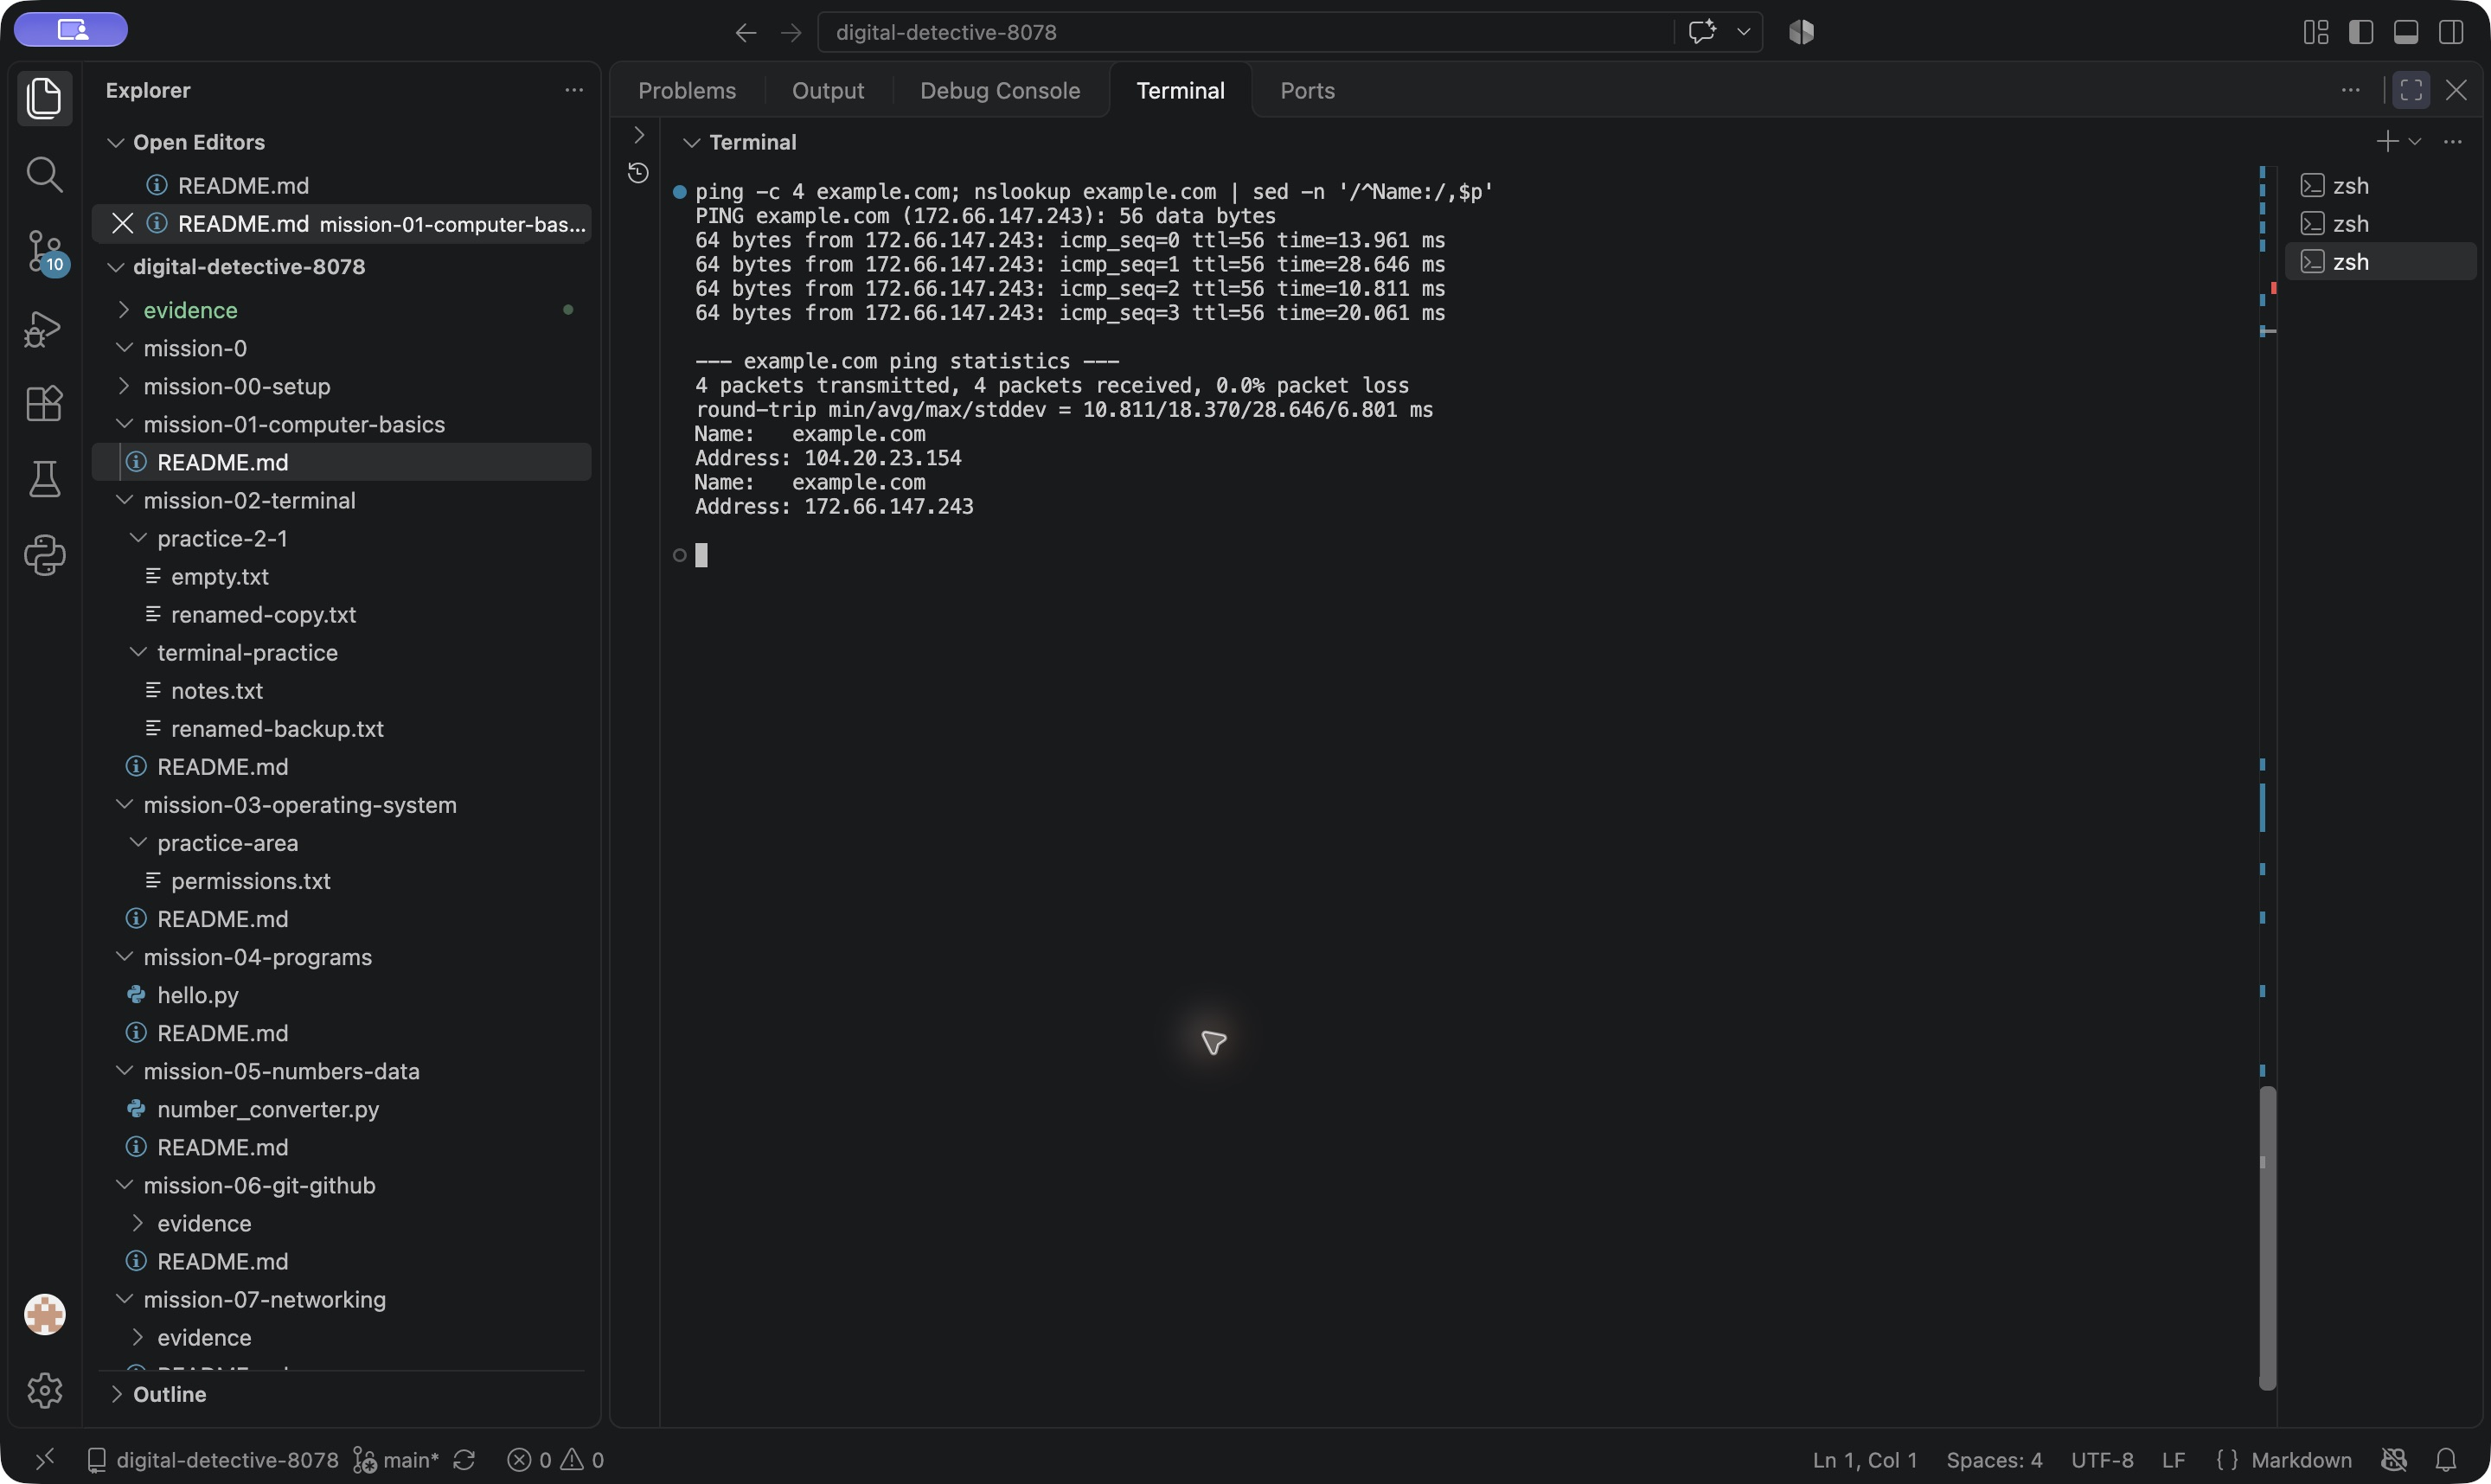 digital-detective-8078
Explorer
Open Editors
README.md
README.md mission-01-computer-bas...
10
digital-detective-8078
evidence
mission-0
mission-00-setup
mission-01-computer-basics
README.md
mission-02-terminal
practice-2-1
empty.txt
renamed-copy.txt
terminal-practice
notes.txt
renamed-backup.txt
README.md
mission-03-operating-system
practice-area
permissions.txt
README.md
mission-04-programs
hello.py
README.md
mission-05-numbers-data
number_converter.py
README.md
mission-06-git-github
evidence
README.md
mission-07-networking
evidence
Outline
Problems Output Debug Console Terminal Ports
Terminal
ping -c 4 example.com; nslookup example.com | sed -n '/^Name:/,$p'
PING example.com (172.66.147.243): 56 data bytes
64 bytes from 172.66.147.243: icmp_seq=0 ttl=56 time=13.961 ms
64 bytes from 172.66.147.243: icmp_seq=1 ttl=56 time=28.646 ms
64 bytes from 172.66.147.243: icmp_seq=2 ttl=56 time=10.811 ms
64 bytes from 172.66.147.243: icmp_seq=3 ttl=56 time=20.061 ms
--- example.com ping statistics ---
4 packets transmitted, 4 packets received, 0.0% packet loss
round-trip min/avg/max/stddev = 10.811/18.370/28.646/6.801 ms
Name: example.com
Address: 104.20.23.154
Name: example.com
Address: 172.66.147.243
zsh
zsh
zsh
digital-detective-8078 main* 0 0 Ln 1, Col 1 Spaces: 4 UTF-8 LF { } Markdown